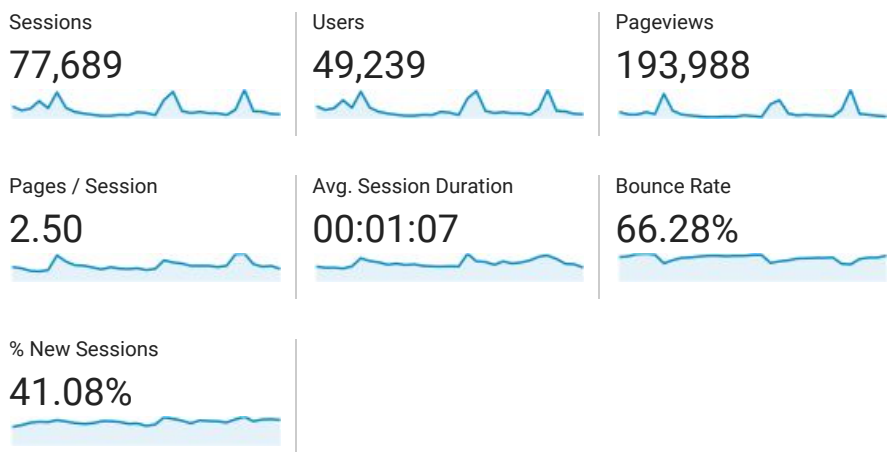 Sessions
77,689
Users
49,239
Pageviews
193,988
Pages / Session
2.50
Avg. Session Duration
00:01:07
Bounce Rate
66.28%
% New Sessions
41.08%